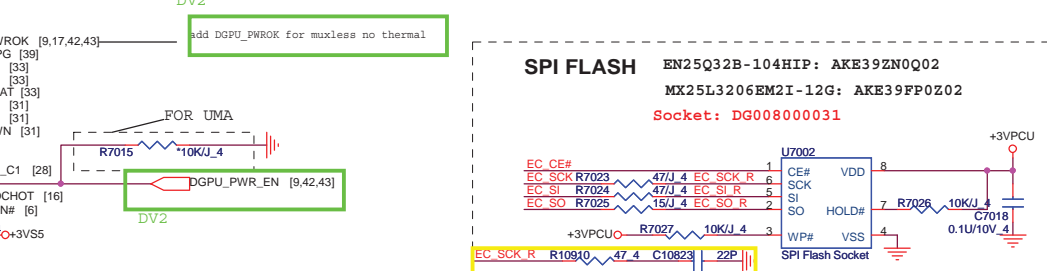 DV2
add DGPU_PWROK for muxless no thermal
WROK [9,17,42,43]
PG [39]
[33]
[33]
AT [33]
[31]
[31]
WN [31]
FOR UMA
R7015 *10K/J_4
_C1 [28]
DGPU_PWR_EN [9,42,43]
OCHOT [16]
N# [6]
DV2
+3VS5
SPI FLASH EN25Q32B-104HIP: AKE39ZN0Q02
MX25L3206EM2I-12G: AKE39FP0Z02
Socket: DG008000031
+3VPCU
U7002
EC_CE# 1 CE# VDD 8
EC_SCK R7023 47/J_4 EC_SCK_R 6 SCK
EC_SI R7024 47/J_4 EC_SI_R 5 SI
EC_SO R7025 15/J_4 EC_SO_R 2 SO HOLD# 7 R7026 10K/J_4
C7018
0.1U/10V_4
+3VPCU R7027 10K/J_4 3 WP# VSS 4
SPI Flash Socket
EC_SCK_R R10910 47_4 C10823 22P